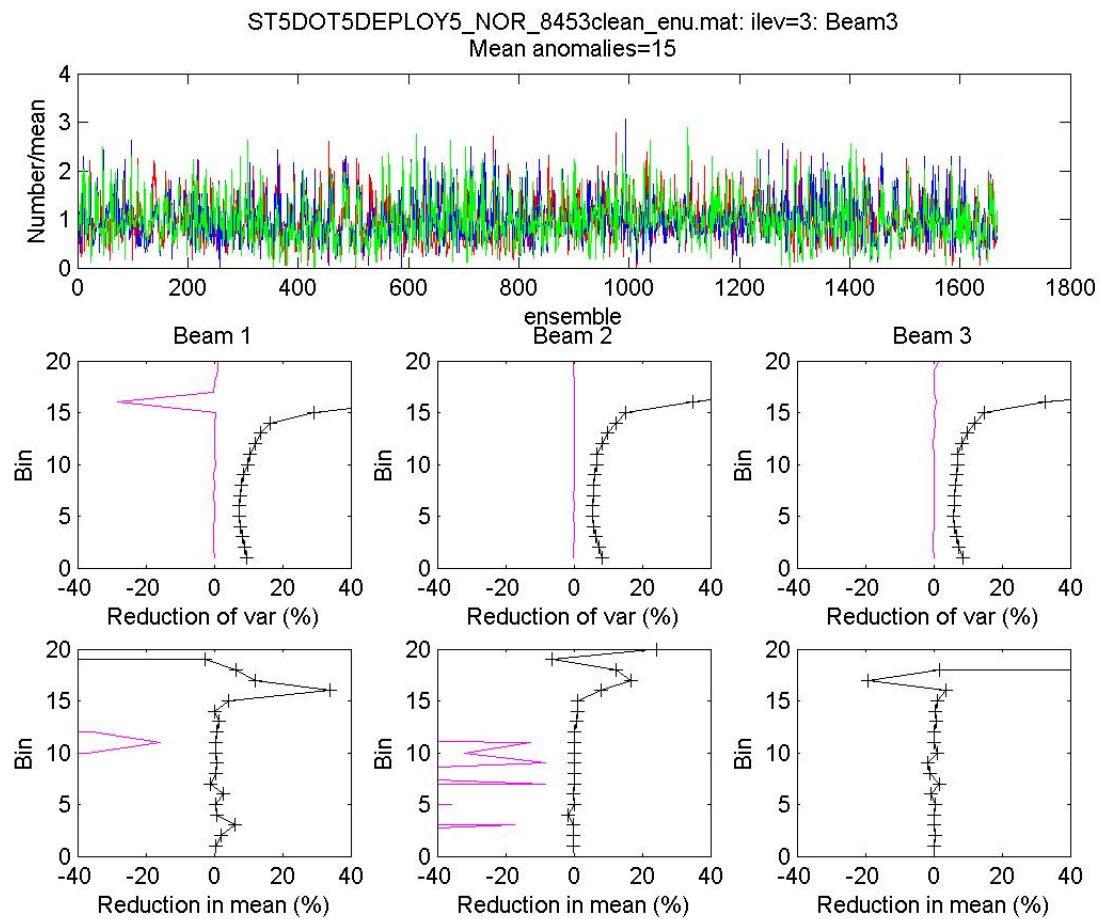 ST5DOT5DEPLOY5_NOR_8453clean_enu.mat: ilev=3: Beam3
Mean anomalies=15
4
3
2
1
0
Number/mean
0 200 400 600 800 1000 1200 1400 1600 1800
ensemble
Beam 1 Beam 2 Beam 3
20 20 20
15 15 15
10 10 10
5 5 5
0 0 0
Bin Bin Bin
-40 -20 0 20 40 -40 -20 0 20 40 -40 -20 0 20 40
Reduction of var (%) Reduction of var (%) Reduction of var (%)
20 20 20
15 15 15
10 10 10
5 5 5
0 0 0
Bin Bin Bin
-40 -20 0 20 40 -40 -20 0 20 40 -40 -20 0 20 40
Reduction in mean (%) Reduction in mean (%) Reduction in mean (%)